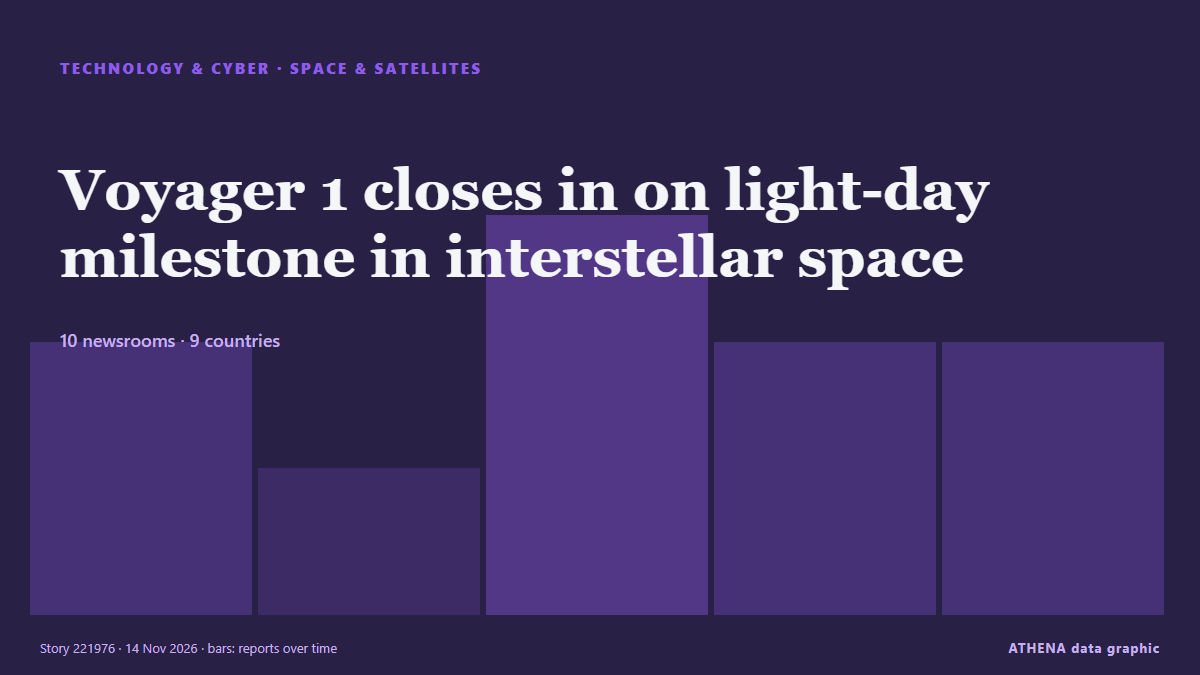 TECHNOLOGY & CYBER · SPACE & SATELLITES
Voyager 1 closes in on light-day
milestone in interstellar space
10 newsrooms · 9 countries
Story 221976 · 14 Nov 2026 · bars: reports over time
ATHENA data graphic